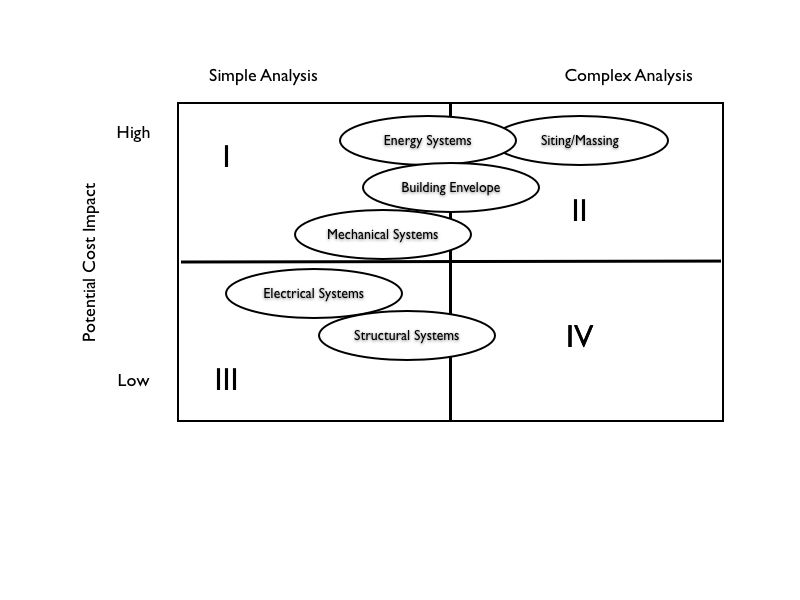 Simple Analysis
Complex Analysis
High
Energy Systems
Siting/Massing
I
Building Envelope
II
Potential Cost Impact
Mechanical Systems
Electrical Systems
Structural Systems
IV
Low
III